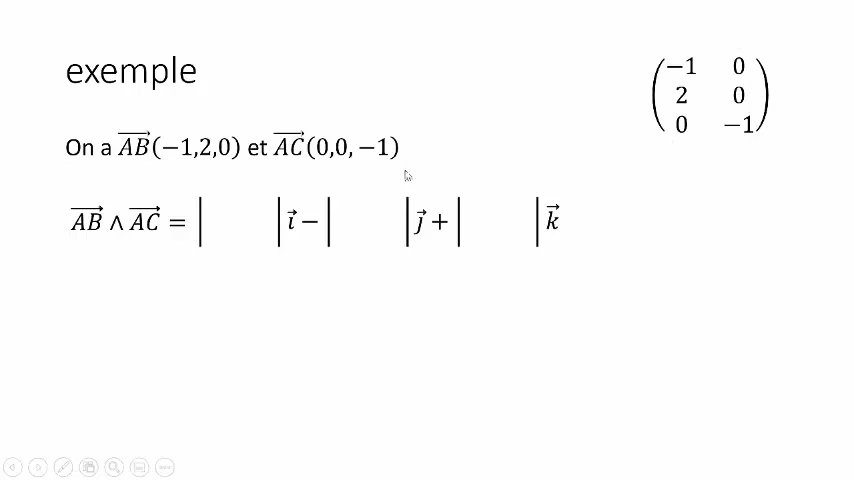 exemple
−1 0
2 0
0 −1
On a AB⃗(−1,2,0) et AC⃗(0,0,−1)
AB⃗ ∧ AC⃗ = | | i⃗ − | | j⃗ + | | k⃗